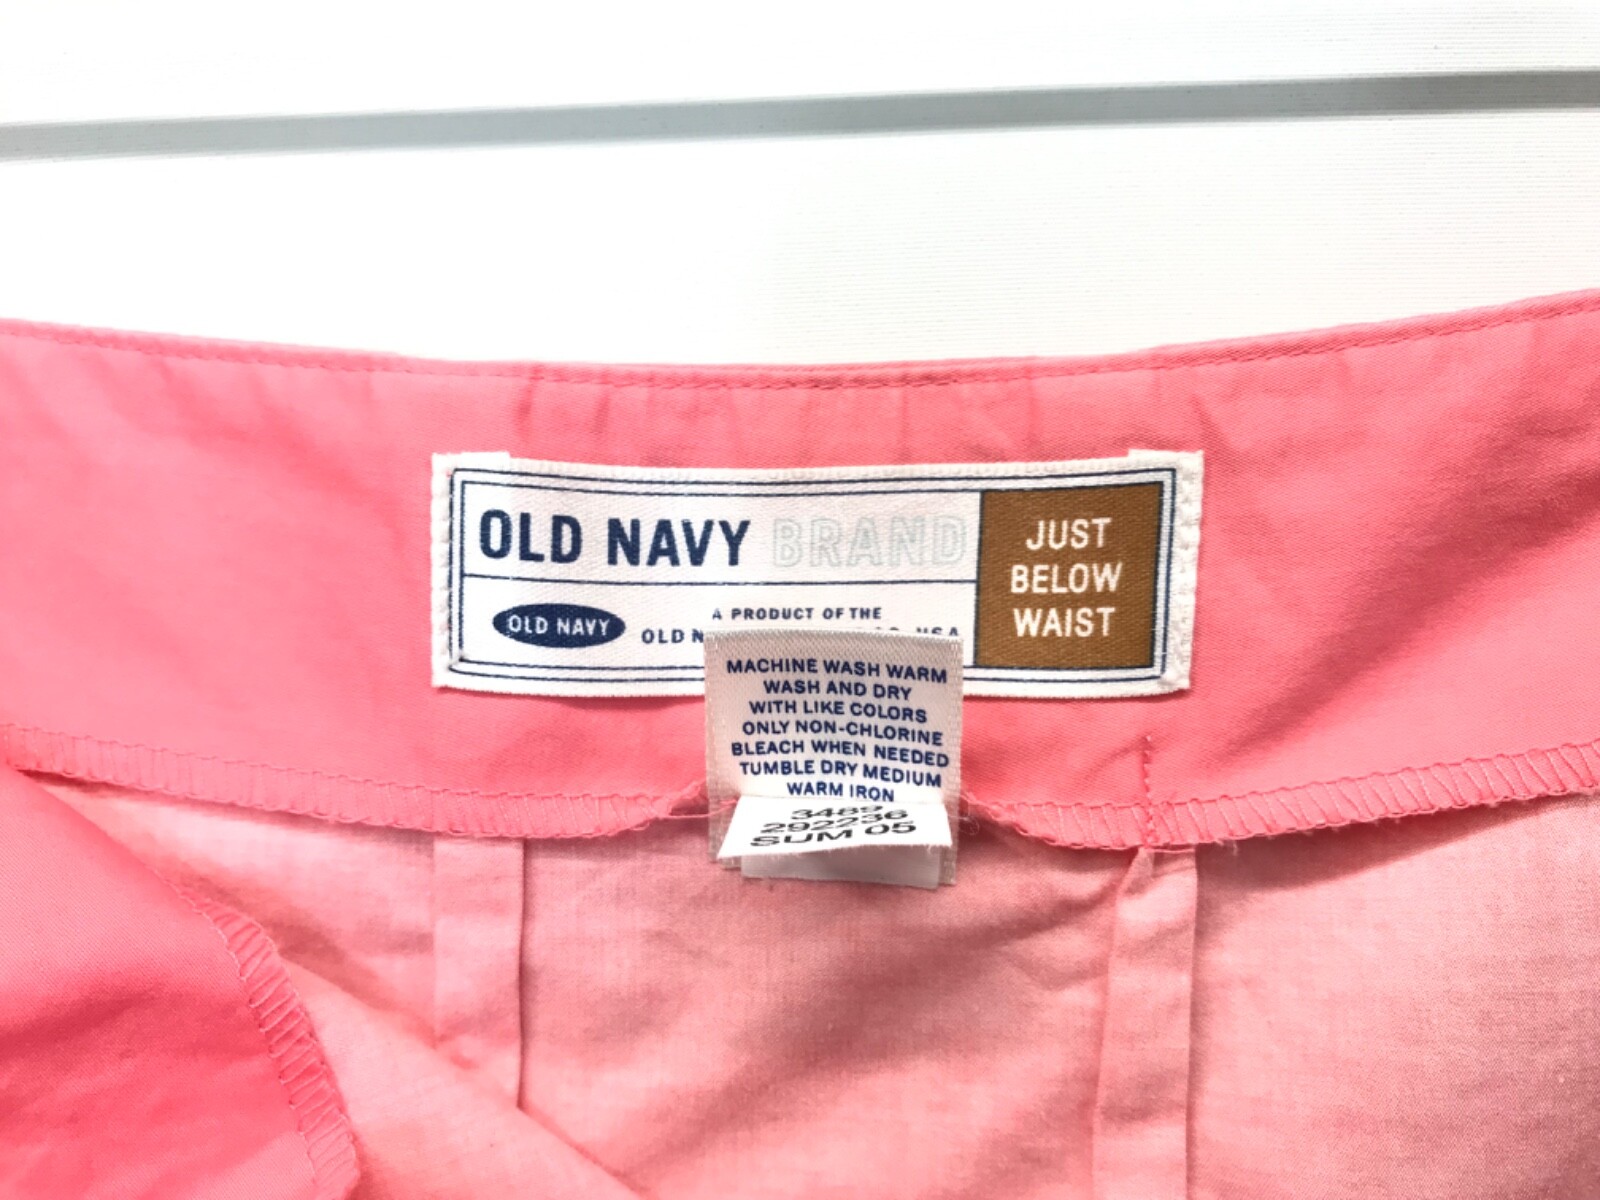 OLD NAVY BRAND
JUST
BELOW
WAIST
OLD NAVY
A PRODUCT OF THE
OLD
MACHINE WASH WARM
WASH AND DRY
WITH LIKE COLORS
ONLY NON-CHLORINE
BLEACH WHEN NEEDED
TUMBLE DRY MEDIUM
WARM IRON
292236
SUM 05